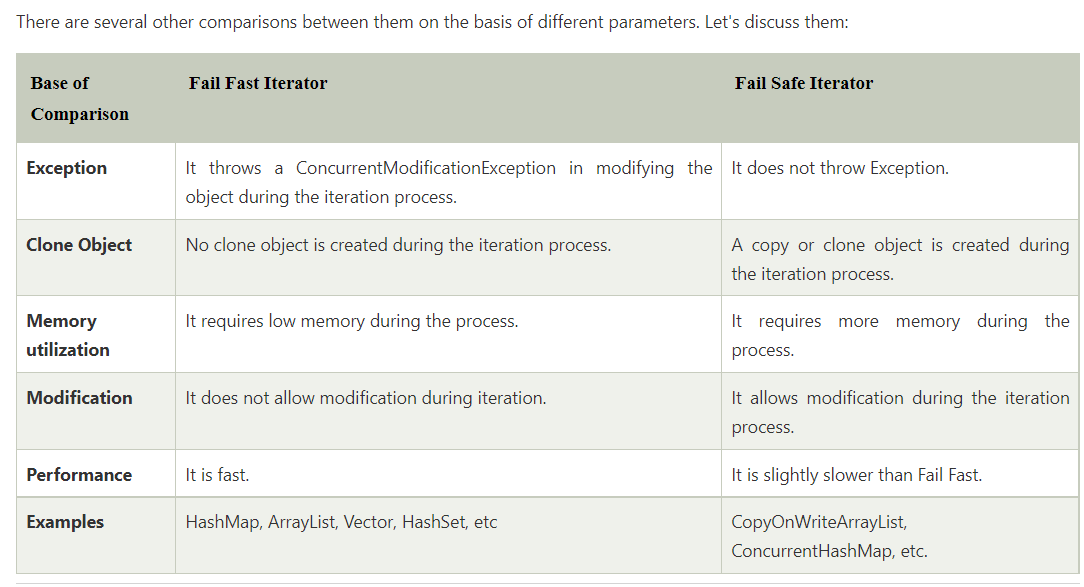 There are several other comparisons between them on the basis of different parameters. Let's discuss them:
Base of
Comparison
Fail Fast Iterator
Fail Safe Iterator
Exception
It throws a ConcurrentModificationException in modifying the
object during the iteration process.
It does not throw Exception.
Clone Object
No clone object is created during the iteration process.
A copy or clone object is created during
the iteration process.
Memory
utilization
It requires low memory during the process.
It requires more memory during the
process.
Modification
It does not allow modification during iteration.
It allows modification during the iteration
process.
Performance
It is fast.
It is slightly slower than Fail Fast.
Examples
HashMap, ArrayList, Vector, HashSet, etc
CopyOnWriteArrayList,
ConcurrentHashMap, etc.